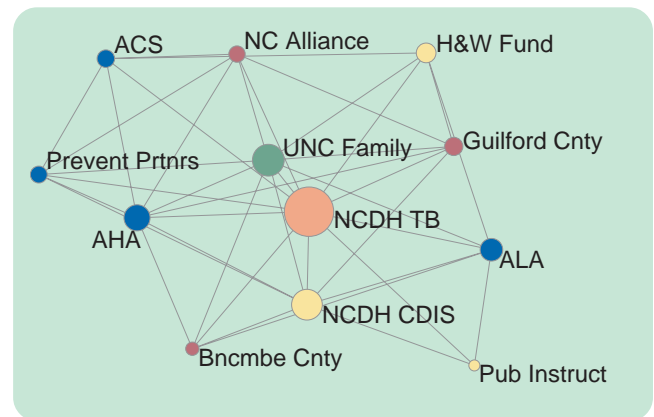 ACS
NC Alliance
H&W Fund
UNC Family
Guilford Cnty
Prevent Prtnrs
NCDH TB
AHA
ALA
NCDH CDIS
Bncmbe Cnty
Pub Instruct